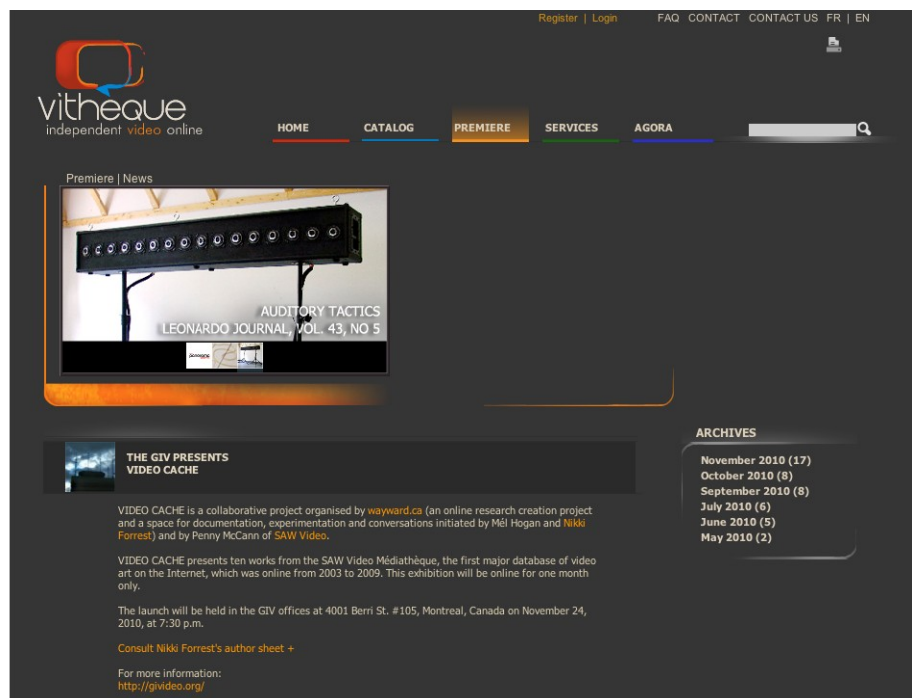 Register | Login FAQ CONTACT CONTACT US FR | EN
vithèque
independent video online
HOME CATALOG PREMIERE SERVICES AGORA
Premiere | News
AUDITORY TACTICS
LEONARDO JOURNAL, VOL. 43, NO 5
THE GIV PRESENTS
VIDEO CACHE
VIDEO CACHE is a collaborative project organised by wayward.ca (an online research creation project
and a space for documentation, experimentation and conversations initiated by Mél Hogan and Nikki
Forrest) and by Penny McCann of SAW Video.
VIDEO CACHE presents ten works from the SAW Video Médiathèque, the first major database of video
art on the Internet, which was online from 2003 to 2009. This exhibition will be online for one month
only.
The launch will be held in the GIV offices at 4001 Berri St. #105, Montreal, Canada on November 24,
2010, at 7:30 p.m.
Consult Nikki Forrest's author sheet +
For more information:
http://givideo.org/
ARCHIVES
November 2010 (17)
October 2010 (8)
September 2010 (8)
July 2010 (6)
June 2010 (5)
May 2010 (2)